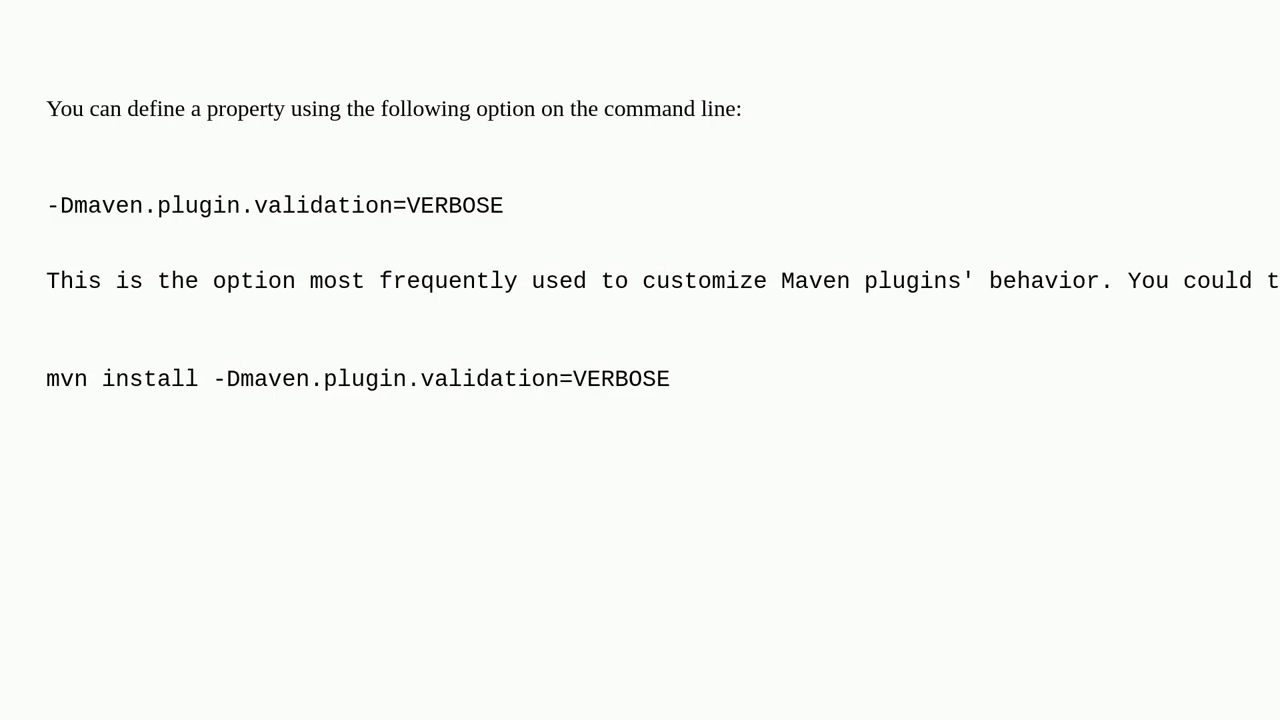 You can define a property using the following option on the command line:
-Dmaven.plugin.validation=VERBOSE
This is the option most frequently used to customize Maven plugins' behavior. You could
mvn install -Dmaven.plugin.validation=VERBOSE